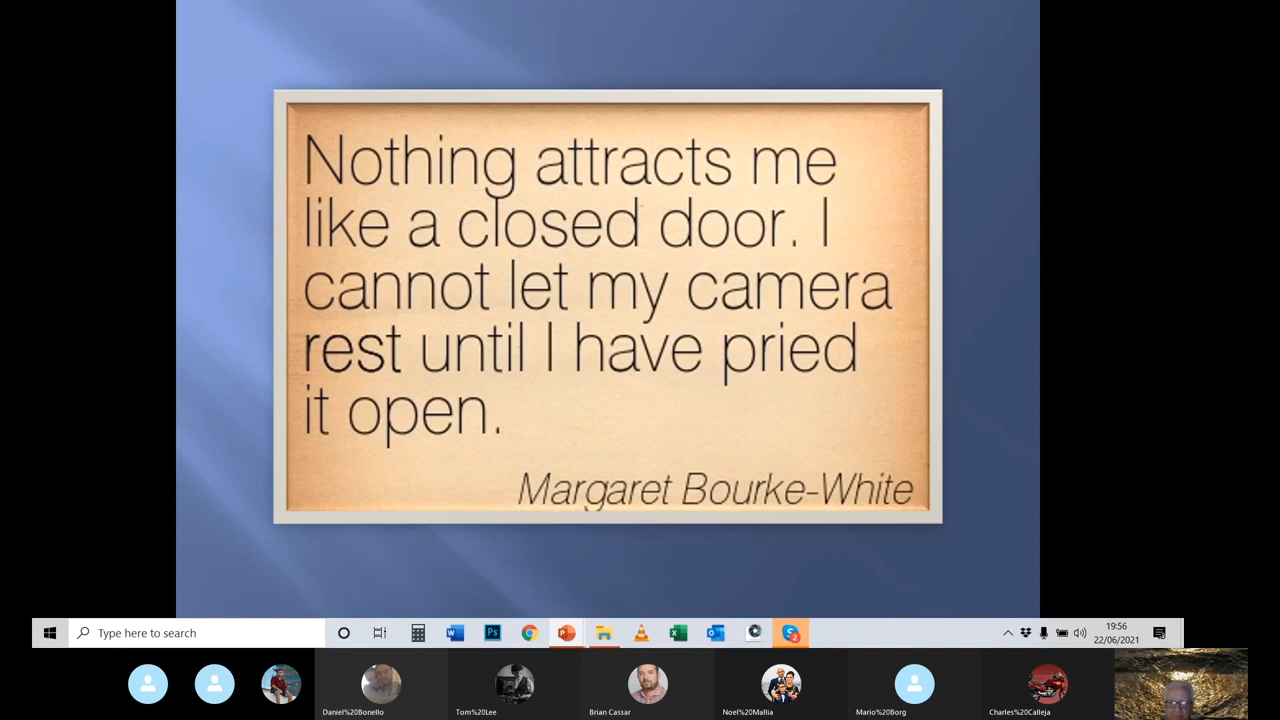 Nothing attracts me
like a closed door. I
cannot let my camera
rest until I have pried
it open.
Margaret Bourke-White
Type here to search
19:56
22/06/2021
Daniel%20Bonello
Tom%20Lee
Brian Cassar
Noel%20Mallia
Mario%20Borg
Charles%20Calleja